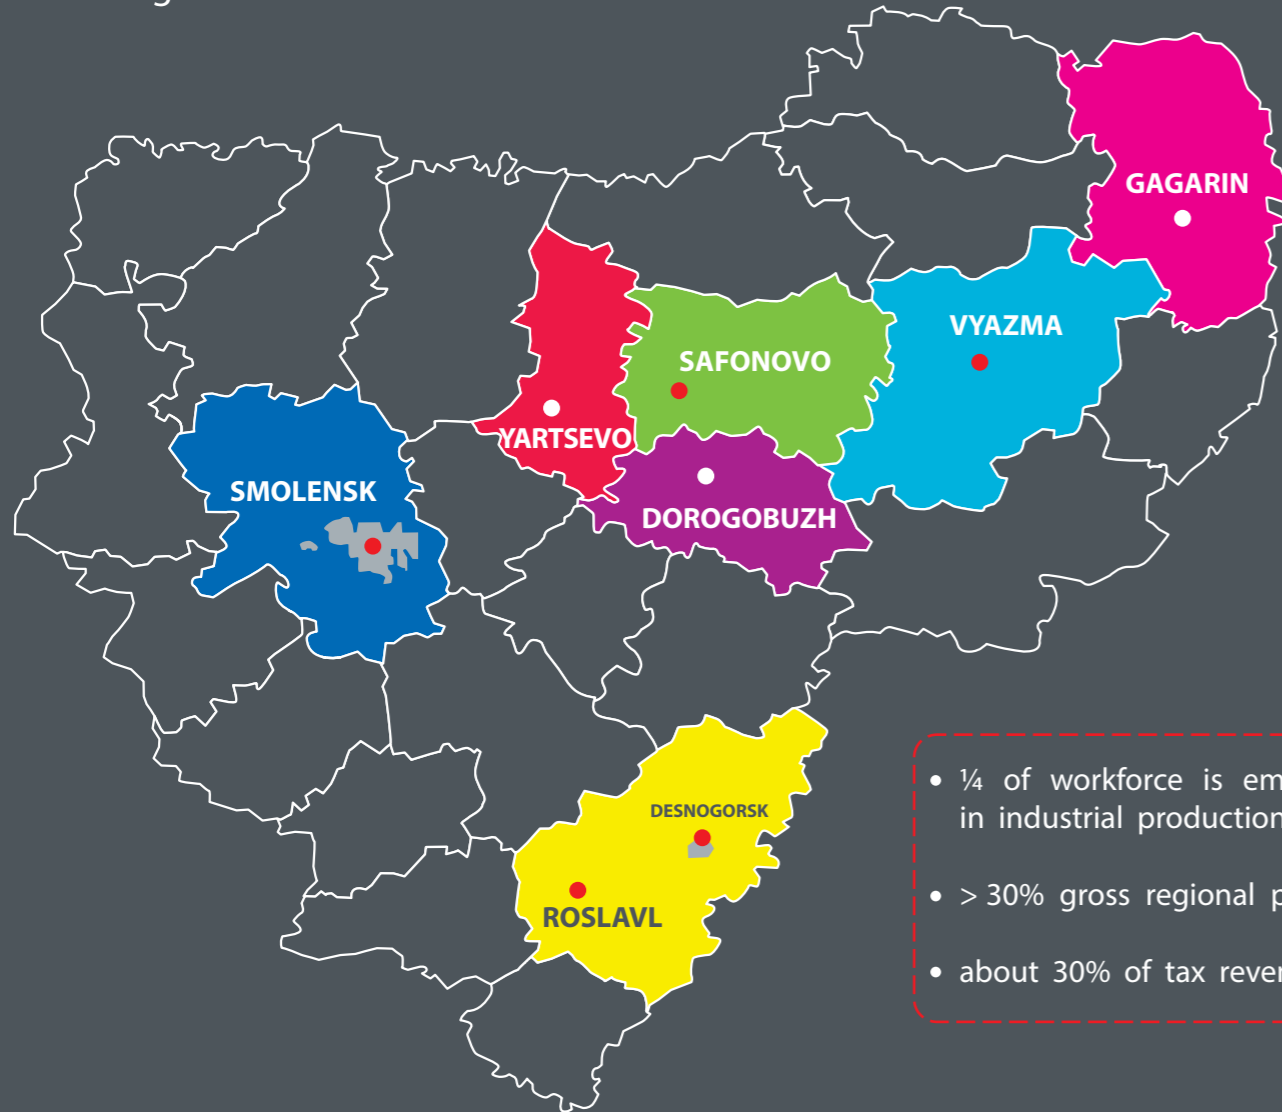 GAGARIN
VYAZMA
SAFONOVO
YARTSEVO
SMOLENSK
DOROGOBUZH
DESNOGORSK
ROSLAVL
• ¼ of workforce is em
in industrial production
• > 30% gross regional p
• about 30% of tax reve